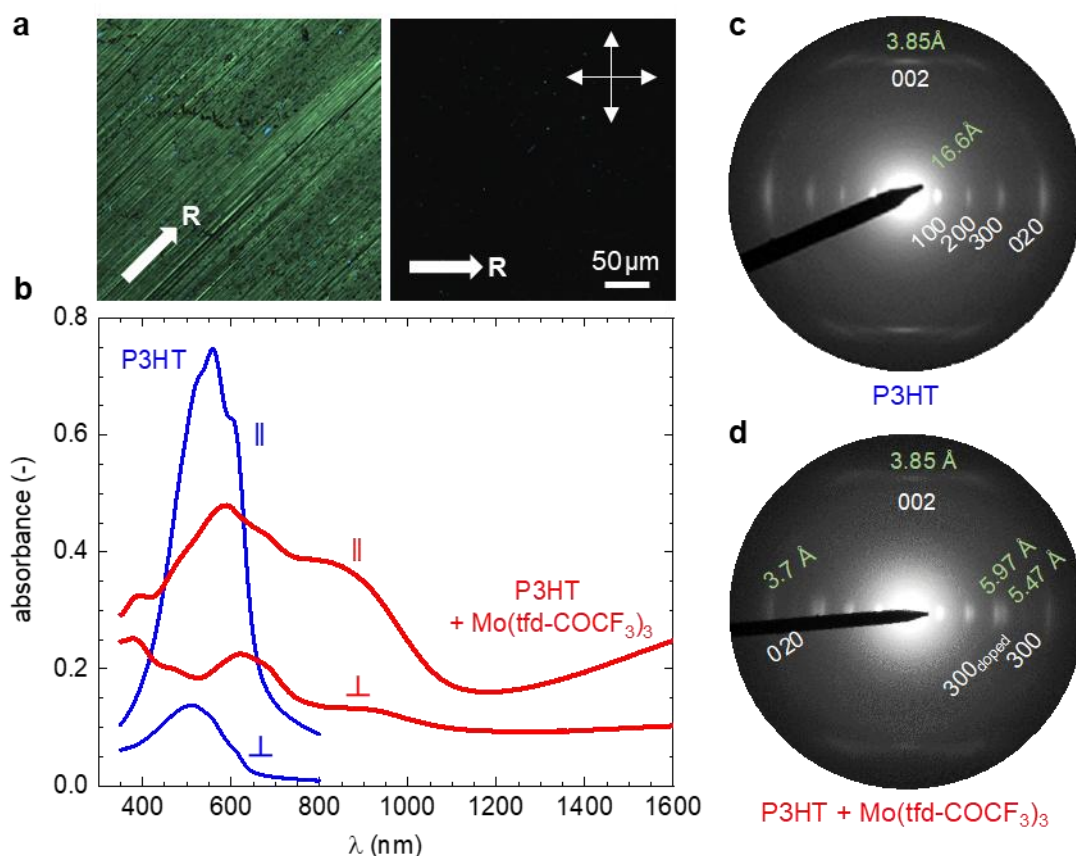 a
R
R
50 μm
b
0.8
0.6
0.4
0.2
0.0
absorbance (-)
P3HT
||
||
P3HT
+ Mo(tfd-COCF₃)₃
⊥
⊥
400 600 800 1000 1200 1400 1600
λ (nm)
c
3.85Å
002
16.6Å
100 200 300 020
P3HT
d
3.85 Å
002
3.7 Å
5.97 Å
5.47 Å
020
300doped
300
P3HT + Mo(tfd-COCF₃)₃